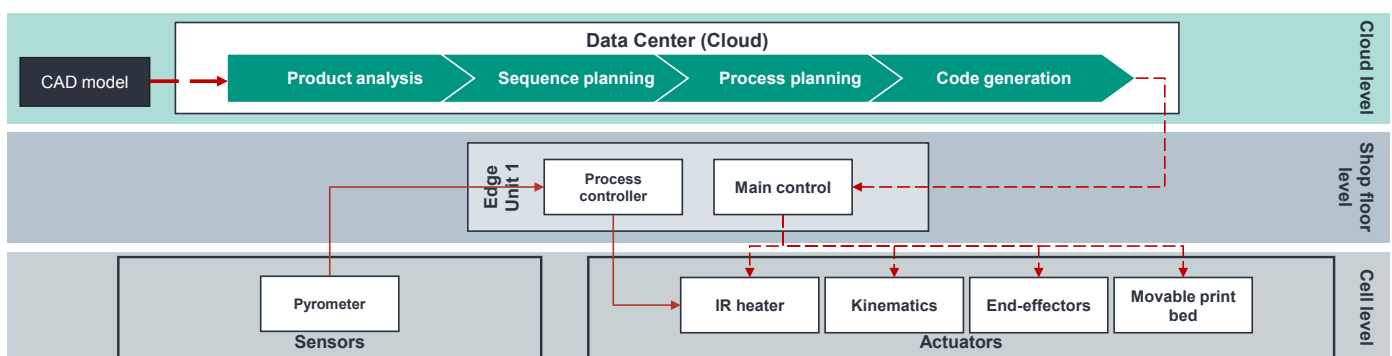 Data Center (Cloud)
CAD model
Product analysis
Sequence planning
Process planning
Code generation
Cloud level
Edge
Unit 1
Process
controller
Main control
Shop floor
level
Pyrometer
Sensors
IR heater
Kinematics
End-effectors
Movable print
bed
Actuators
Cell level